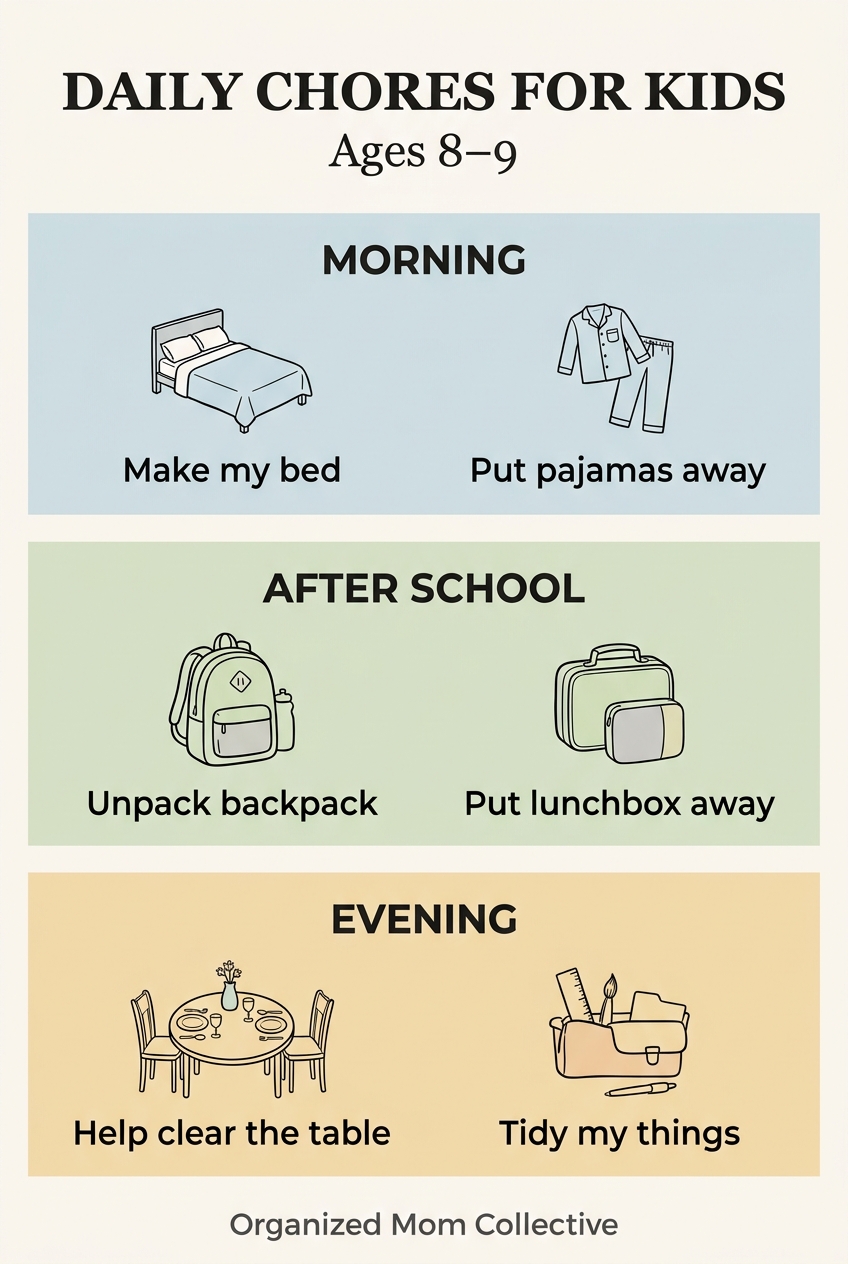 DAILY CHORES FOR KIDS
Ages 8–9
MORNING
Make my bed
Put pajamas away
AFTER SCHOOL
Unpack backpack
Put lunchbox away
EVENING
Help clear the table
Tidy my things
Organized Mom Collective